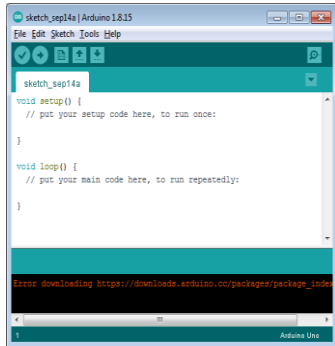 sketch_sep14a | Arduino 1.8.15
File Edit Sketch Tools Help
sketch_sep14a
void setup() {
// put your setup code here, to run once:
}
void loop() {
// put your main code here, to run repeatedly:
}
Error downloading https://downloads.arduino.cc/packages/package_index
1
Arduino Uno